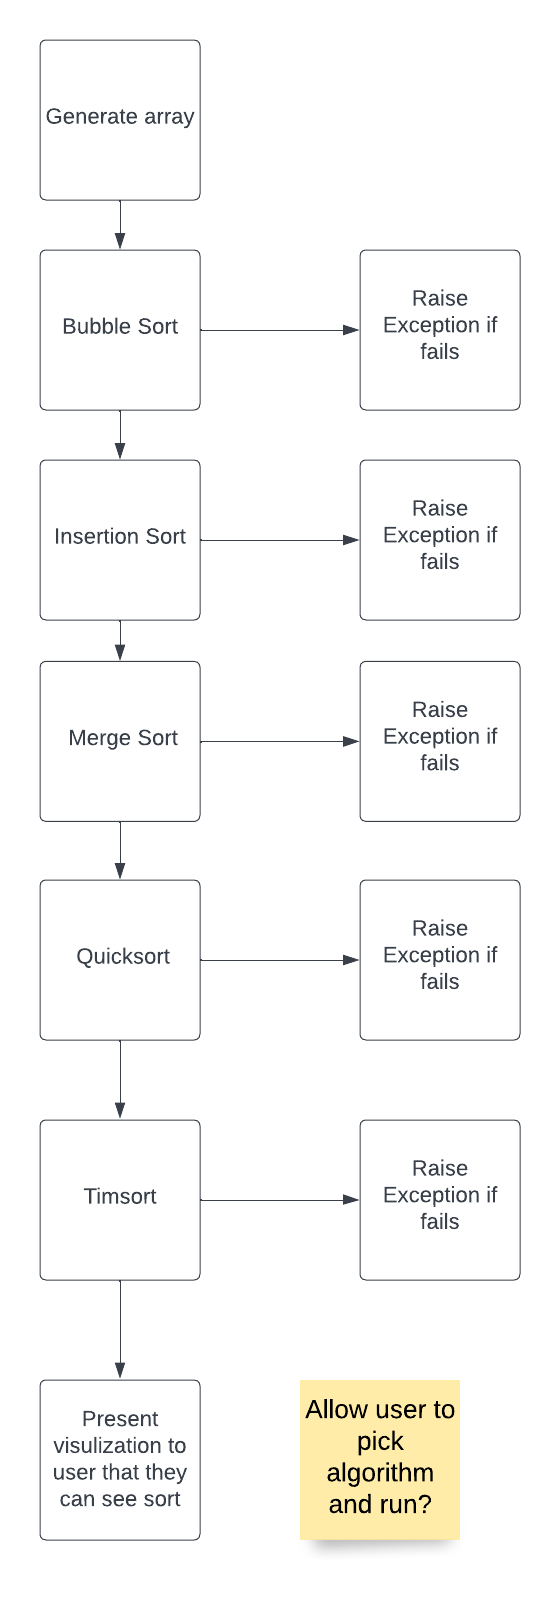 Generate array
Bubble Sort
Raise
Exception if
fails
Insertion Sort
Raise
Exception if
fails
Merge Sort
Raise
Exception if
fails
Quicksort
Raise
Exception if
fails
Timsort
Raise
Exception if
fails
Present
visulization to
user that they
can see sort
Allow user to
pick
algorithm
and run?